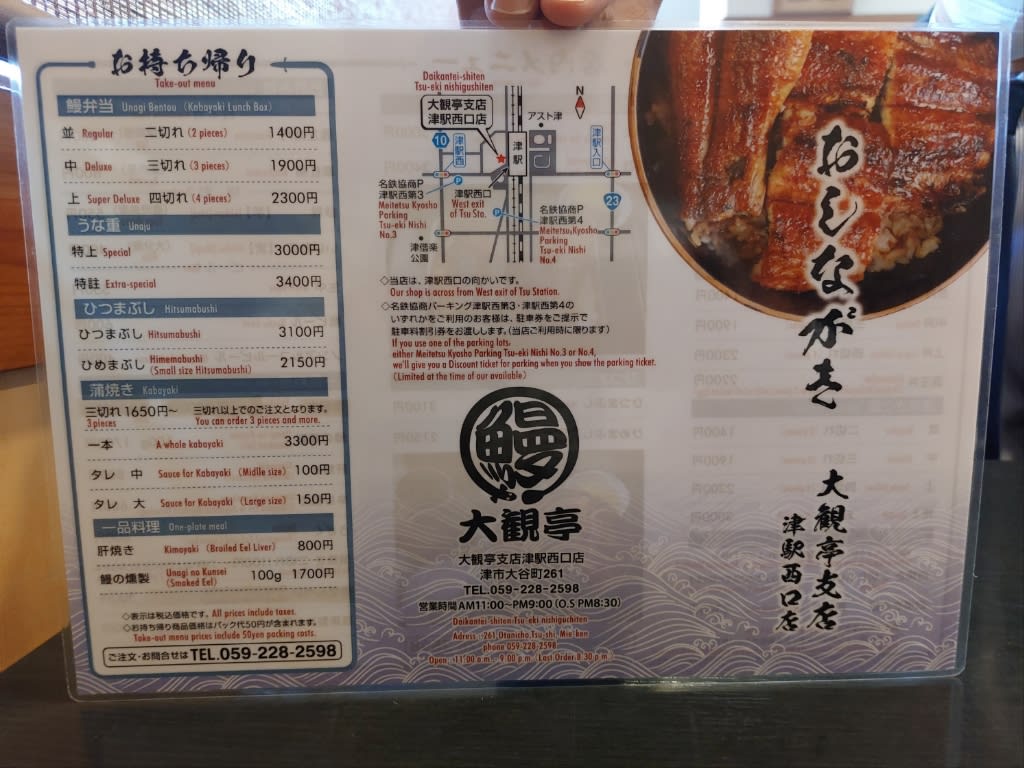 お持ち帰り
Take-out menu
鰻弁当 Unagi Bentou (Kabayaki Lunch Box)
並 Regular 二切れ (2 pieces) 1400円
中 Deluxe 三切れ (3 pieces) 1900円
上 Super Deluxe 四切れ (4 pieces) 2300円
うな重 Unaju
特上 Special 3000円
特註 Extra-special 3400円
ひつまぶし Hitsumabushi
ひつまぶし Hitsumabushi 3100円
ひめまぶし Himemabushi (Small size Hitsumabushi) 2150円
蒲焼き Kabayaki
三切れ 1650円～ 三切れ以上でのご注文となります。
3 pieces You can order 3 pieces and more.
一本 A whole kabayaki 3300円
タレ 中 Sauce for Kabayaki (Midlle size) 100円
タレ 大 Sauce for Kabayaki (Large size) 150円
一品料理 One-plate meal
肝焼き Kimoyaki (Broiled Eel Liver) 800円
鰻の燻製 Unagi no Kunsei (Smoked Eel) 100g 1700円
◇表示は税込価格です。 All prices include taxes.
◇お持ち帰り商品価格はパック代50円が含まれます。
Take-out menu prices include 50yen packing costs.
ご注文・お問合せは TEL.059-228-2598
Daikantei-shiten
Tsu-eki nishigushiten
大観亭支店
津駅西口店
N
アスト津
10
津駅西
津駅
津駅入口
名鉄協商P
津駅西第3
Meitetsu Kyosho
Parking
Tsu-eki Nishi
No.3
P
津駅西口
West exit
of Tsu Sta.
23
P
名鉄協商P
津駅西第4
Meitetsu Kyosho
Parking
Tsu-eki Nishi
No.4
津偕楽
公園
◇当店は、津駅西口の向かいです。
Our shop is across from West exit of Tsu Station.
◇名鉄協商パーキング津駅西第3・津駅西第4の
いずれかをご利用のお客様は、駐車券をご提示で
駐車料割引券をお渡しします。(当店ご利用時に限ります)
If you use one of the parking lots,
either Meitetsu Kyosho Parking Tsu-eki Nishi No.3 or No.4,
we'll give you a Discount ticket for parking when you show the parking ticket.
(Limited at the time of our available)
鰻
大観亭
大観亭支店津駅西口店
津市大谷町261
TEL.059-228-2598
営業時間AM11:00～PM9:00 (O.S PM8:30)
Daikantei-shiten Tsu-eki nishiguchiten
Adress : 261,Otanicho,Tsu-shi, Mie-ken
phone 059-228-2598
Open : 11:00 a.m.- 9:00 p.m. (Last Order 8:30 p.m.)
おしながき
大観亭支店
津駅西口店